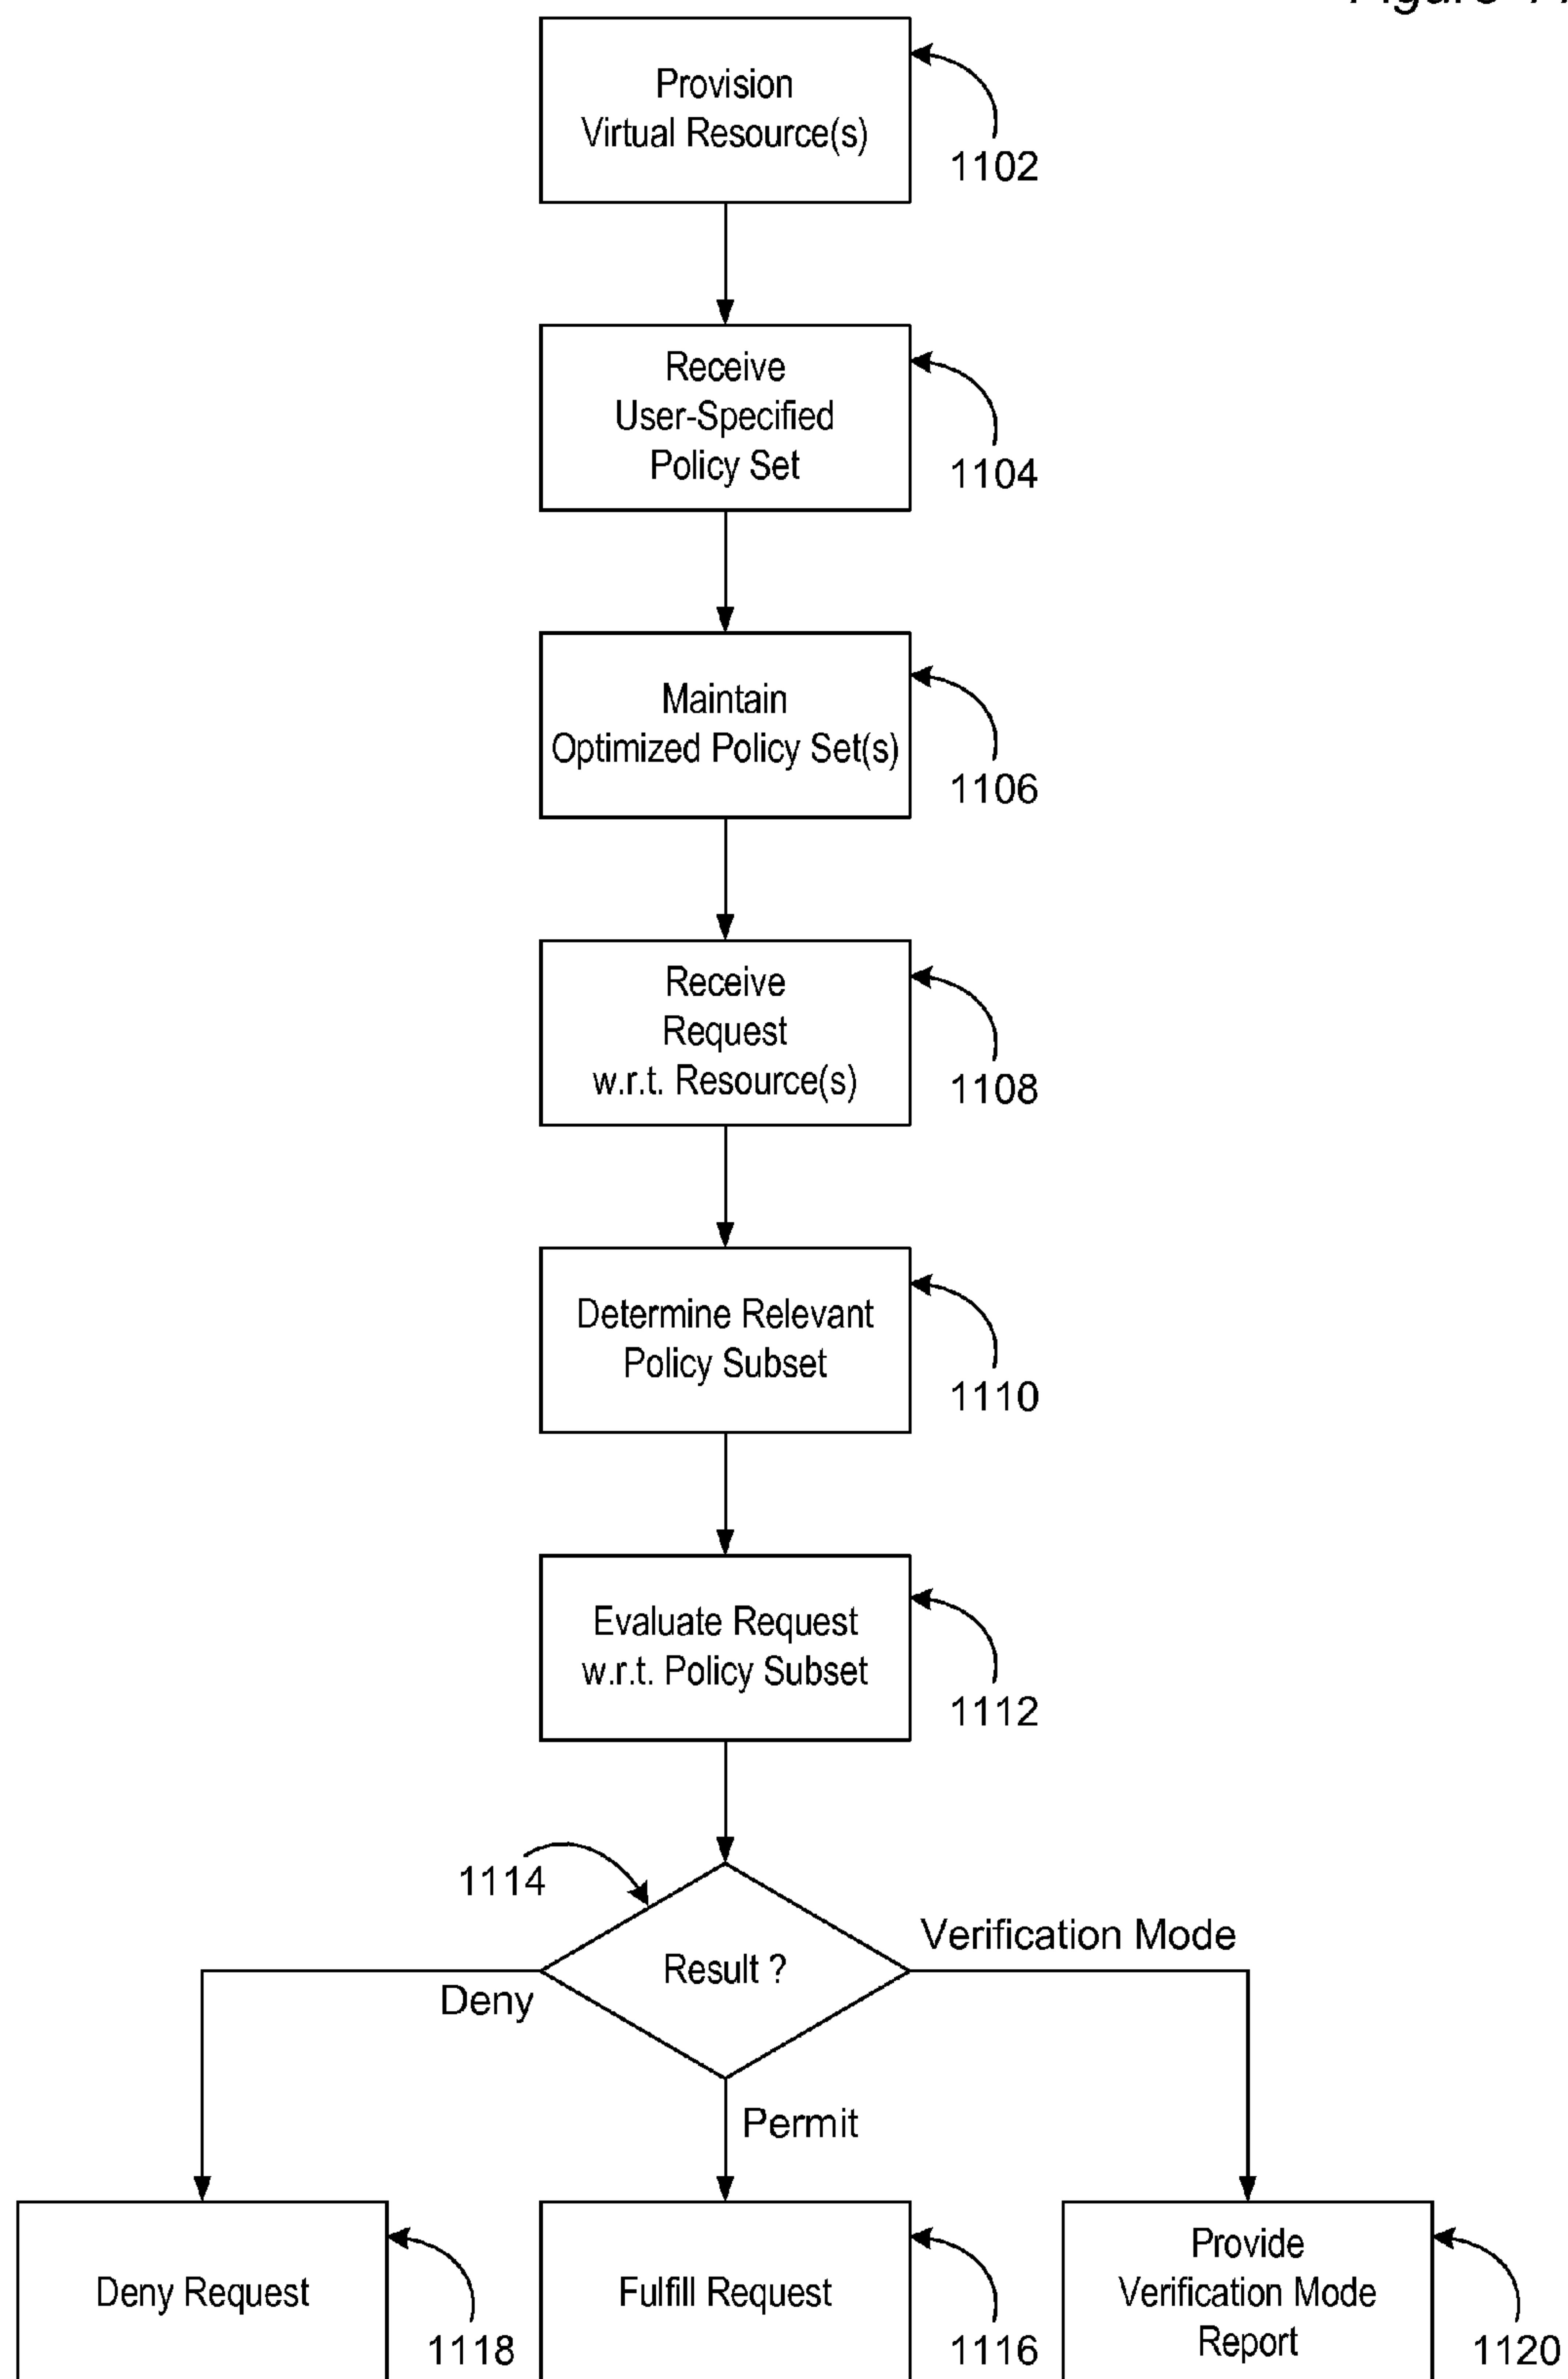 Figure
Provision
Virtual Resource(s)
1102
Receive
User-Specified
Policy Set
1104
Maintain
Optimized Policy Set(s)
1106
Receive
Request
w.r.t. Resource(s)
1108
Determine Relevant
Policy Subset
1110
Evaluate Request
w.r.t. Policy Subset
1112
1114
Result ?
Verification Mode
Deny
Permit
Deny Request
1118
Fulfill Request
1116
Provide
Verification Mode
Report
1120